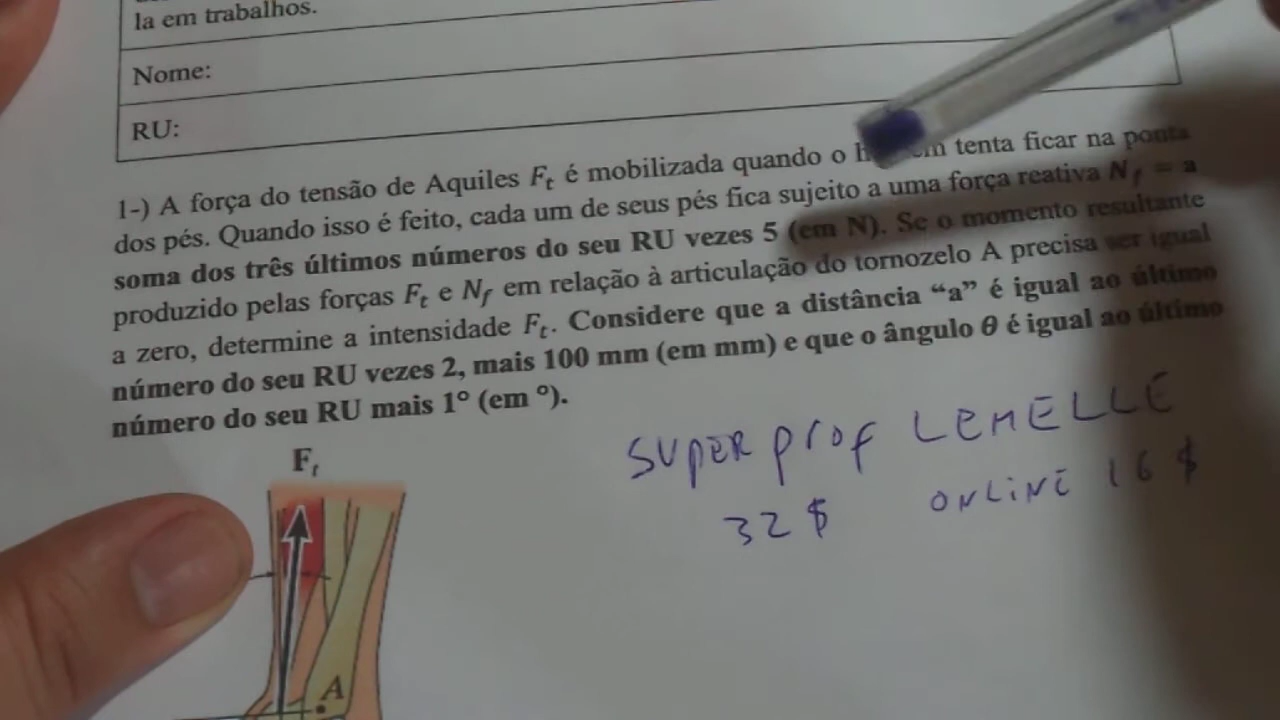 la em trabalhos.
Nome:
RU:
1-) A força do tensão de Aquiles Ft é mobilizada quando o tenta ficar na ponta
dos pés. Quando isso é feito, cada um de seus pés fica sujeito a uma força reativa Nf = a
soma dos três últimos números do seu RU vezes 5 (em N). Se o momento resultante
produzido pelas forças Ft e Nf em relação à articulação do tornozelo A precisa ser igual
a zero, determine a intensidade Ft. Considere que a distância “a” é igual ao último
número do seu RU vezes 2, mais 100 mm (em mm) e que o ângulo θ é igual ao último
número do seu RU mais 1° (em °).
SUPER prof LEMELLE
32 $ ONLINE 16 $
Ft
A